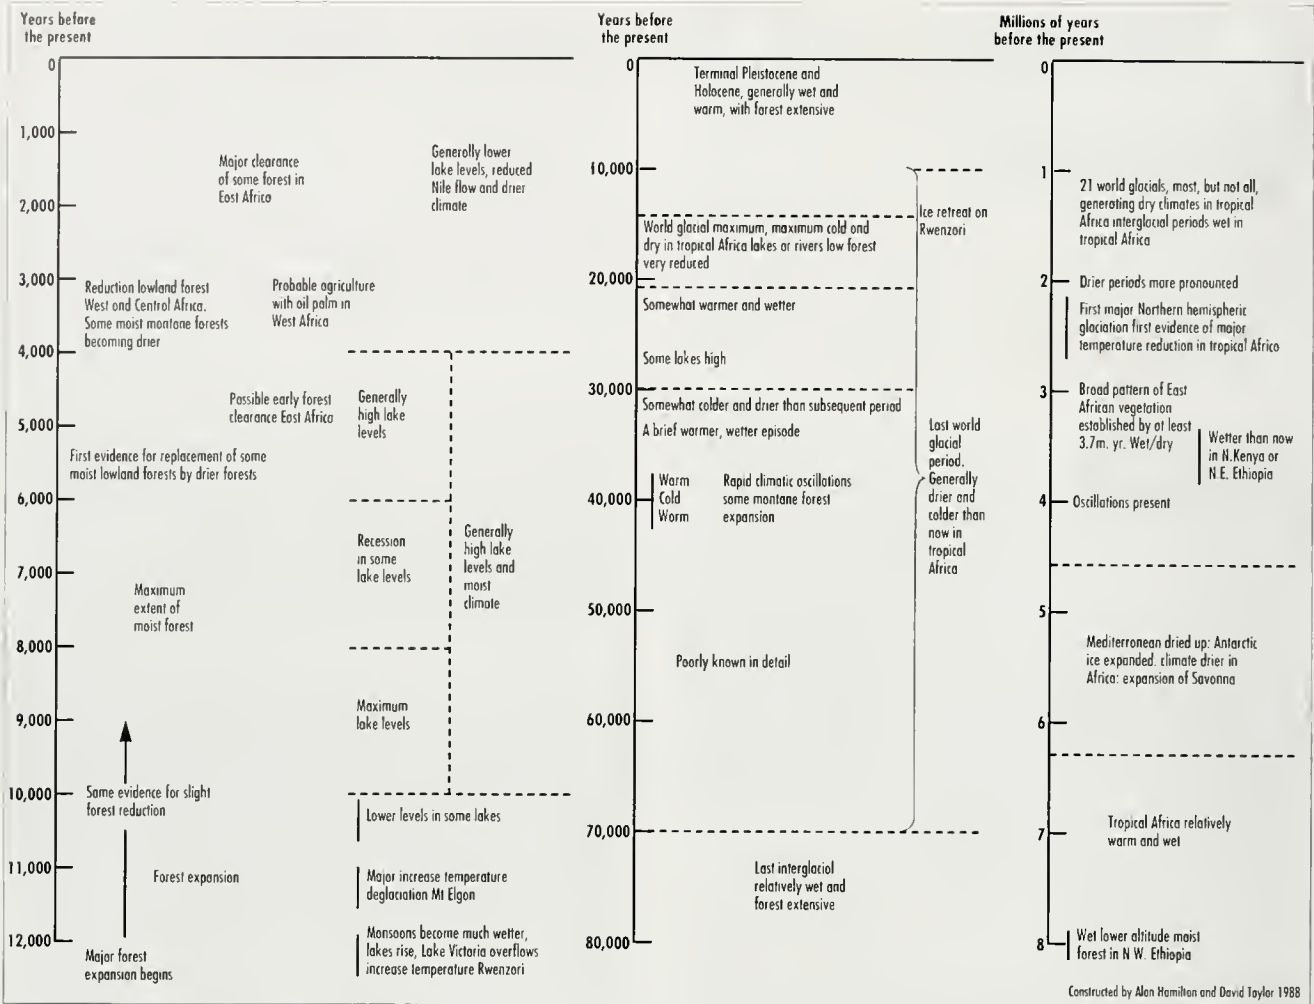 Years before
the present
0
1,000
2,000
3,000
4,000
5,000
6,000
7,000
8,000
9,000
10,000
11,000
12,000
Major clearance
of some forest in
East Africa
Generally lower
lake levels, reduced
Nile flow and drier
climate
Reduction lowland forest
West and Central Africa.
Some moist montane forests
becoming drier
Probable agriculture
with oil palm in
West Africa
Possible early forest
clearance East Africa
Generally
high lake
levels
First evidence for replacement of some
moist lowland forests by drier forests
Recession
in some
lake levels
Generally
high lake
levels and
moist
climate
Maximum
extent of
moist forest
Maximum
lake levels
Some evidence for slight
forest reduction
Lower levels in some lakes
Forest expansion
Major increase temperature
deglaciation Mt Elgon
Major forest
expansion begins
Monsoons become much wetter,
lakes rise, Lake Victoria overflows
increase temperature Rwenzori
Years before
the present
0
10,000
20,000
30,000
40,000
50,000
60,000
70,000
80,000
Terminal Pleistocene and
Holocene, generally wet and
warm, with forest extensive
Ice retreat on
Rwenzori
World glacial maximum, maximum cold and
dry in tropical Africa lakes or rivers low forest
very reduced
Somewhat warmer and wetter
Some lakes high
Somewhat colder and drier than subsequent period
A brief warmer, wetter episode
Warm
Cold
Warm
Rapid climatic oscillations
some montane forest
expansion
Last world
glacial
period.
Generally
drier and
colder than
now in
tropical
Africa
Poorly known in detail
Last interglacial
relatively wet and
forest extensive
Millions of years
before the present
0
1
2
3
4
5
6
7
8
21 world glacials, most, but not all,
generating dry climates in tropical
Africa interglacial periods wet in
tropical Africa
Drier periods more pronounced
First major Northern hemispheric
glaciation first evidence of major
temperature reduction in tropical Africa
Broad pattern of East
African vegetation
established by at least
3.7m. yr. Wet/dry
Wetter than now
in N.Kenya or
N.E. Ethiopia
Oscillations present
Mediterronean dried up: Antarctic
ice expanded. climate drier in
Africa: expansion of Savanna
Tropical Africa relatively
warm and wet
Wet lower altitude moist
forest in N W. Ethiopia
Constructed by Alan Hamilton and David Taylor 1988